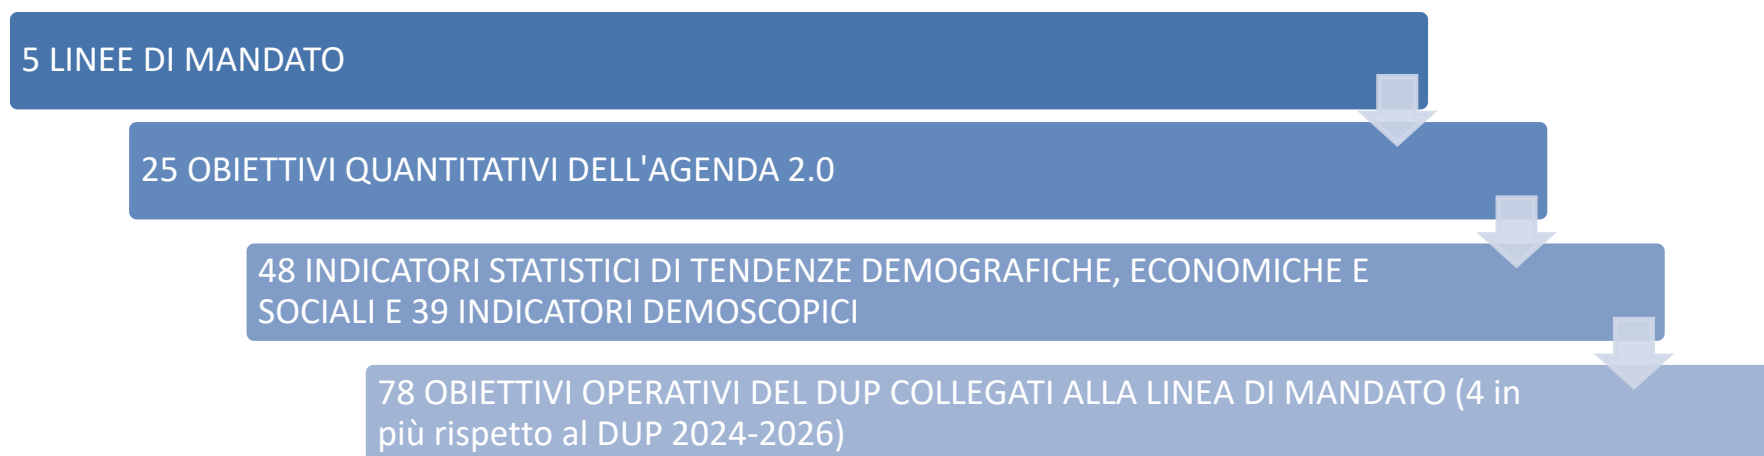 5 LINEE DI MANDATO
25 OBIETTIVI QUANTITATIVI DELL'AGENDA 2.0
48 INDICATORI STATISTICI DI TENDENZE DEMOGRAFICHE, ECONOMICHE E
SOCIALI E 39 INDICATORI DEMOSCOPICI
78 OBIETTIVI OPERATIVI DEL DUP COLLEGATI ALLA LINEA DI MANDATO (4 in
più rispetto al DUP 2024-2026)